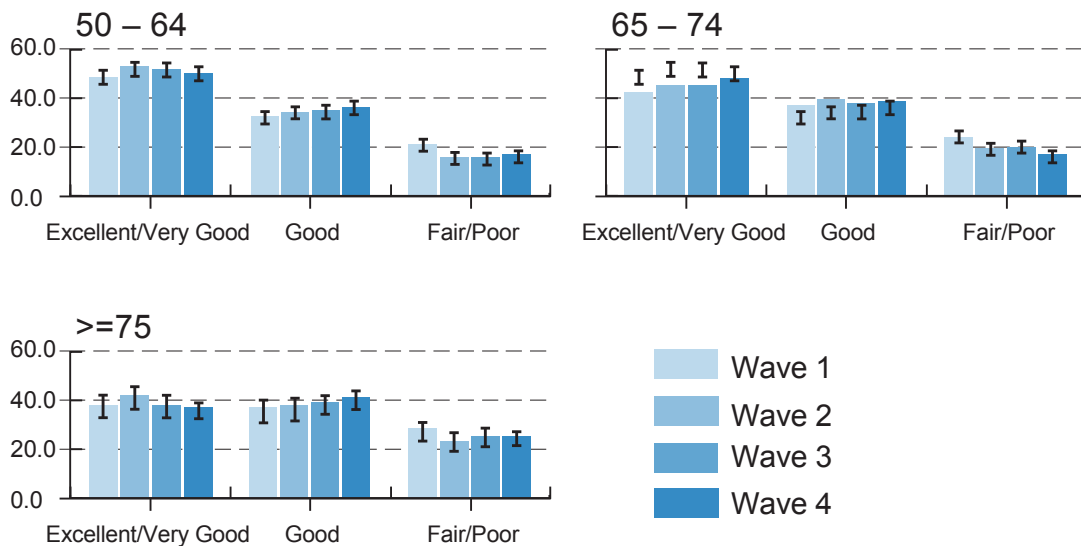 50 – 64
60.0
40.0
20.0
0.0
Excellent/Very Good Good Fair/Poor
65 – 74
Excellent/Very Good Good Fair/Poor
>=75
60.0
40.0
20.0
0.0
Excellent/Very Good Good Fair/Poor
Wave 1
Wave 2
Wave 3
Wave 4